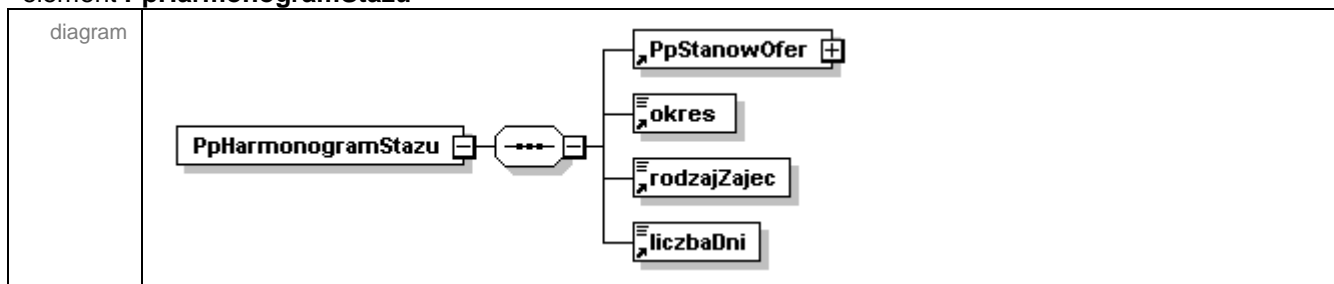 element PpHarmonogramStazu
diagram
PpStanowOfer
okres
PpHarmonogramStazu
rodzajZajec
liczbaDni